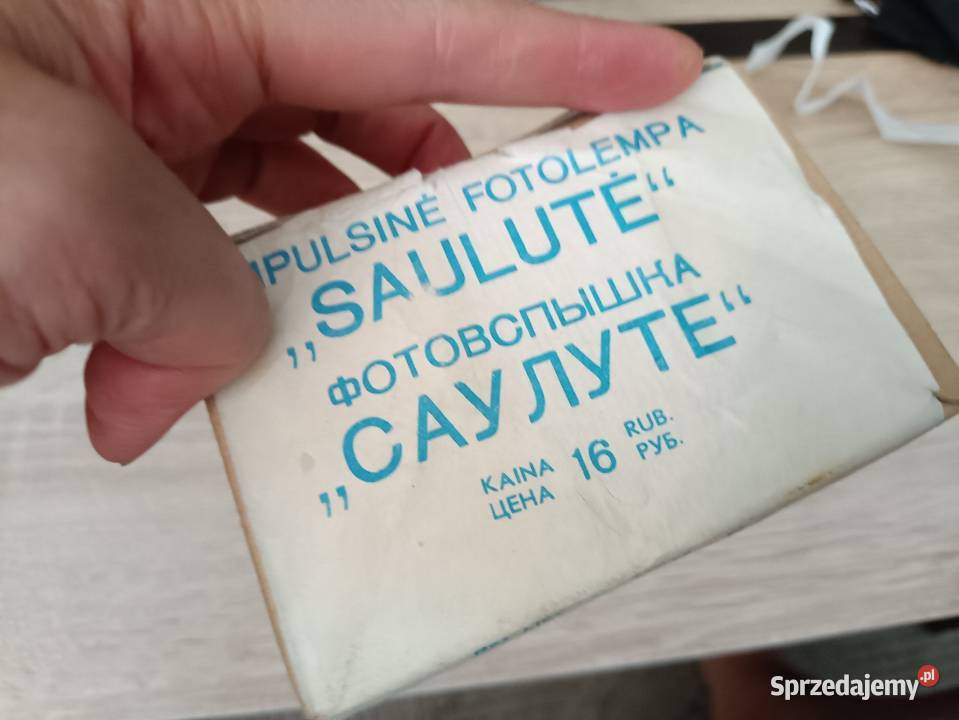 IMPULSINĖ FOTOLEMPA
„SAULUTĖ“
ФОТОВСПЫШКА
„САУЛУТЕ“
KAINA 16 RUB.
ЦЕНА РУБ.
Sprzedajemy.pl